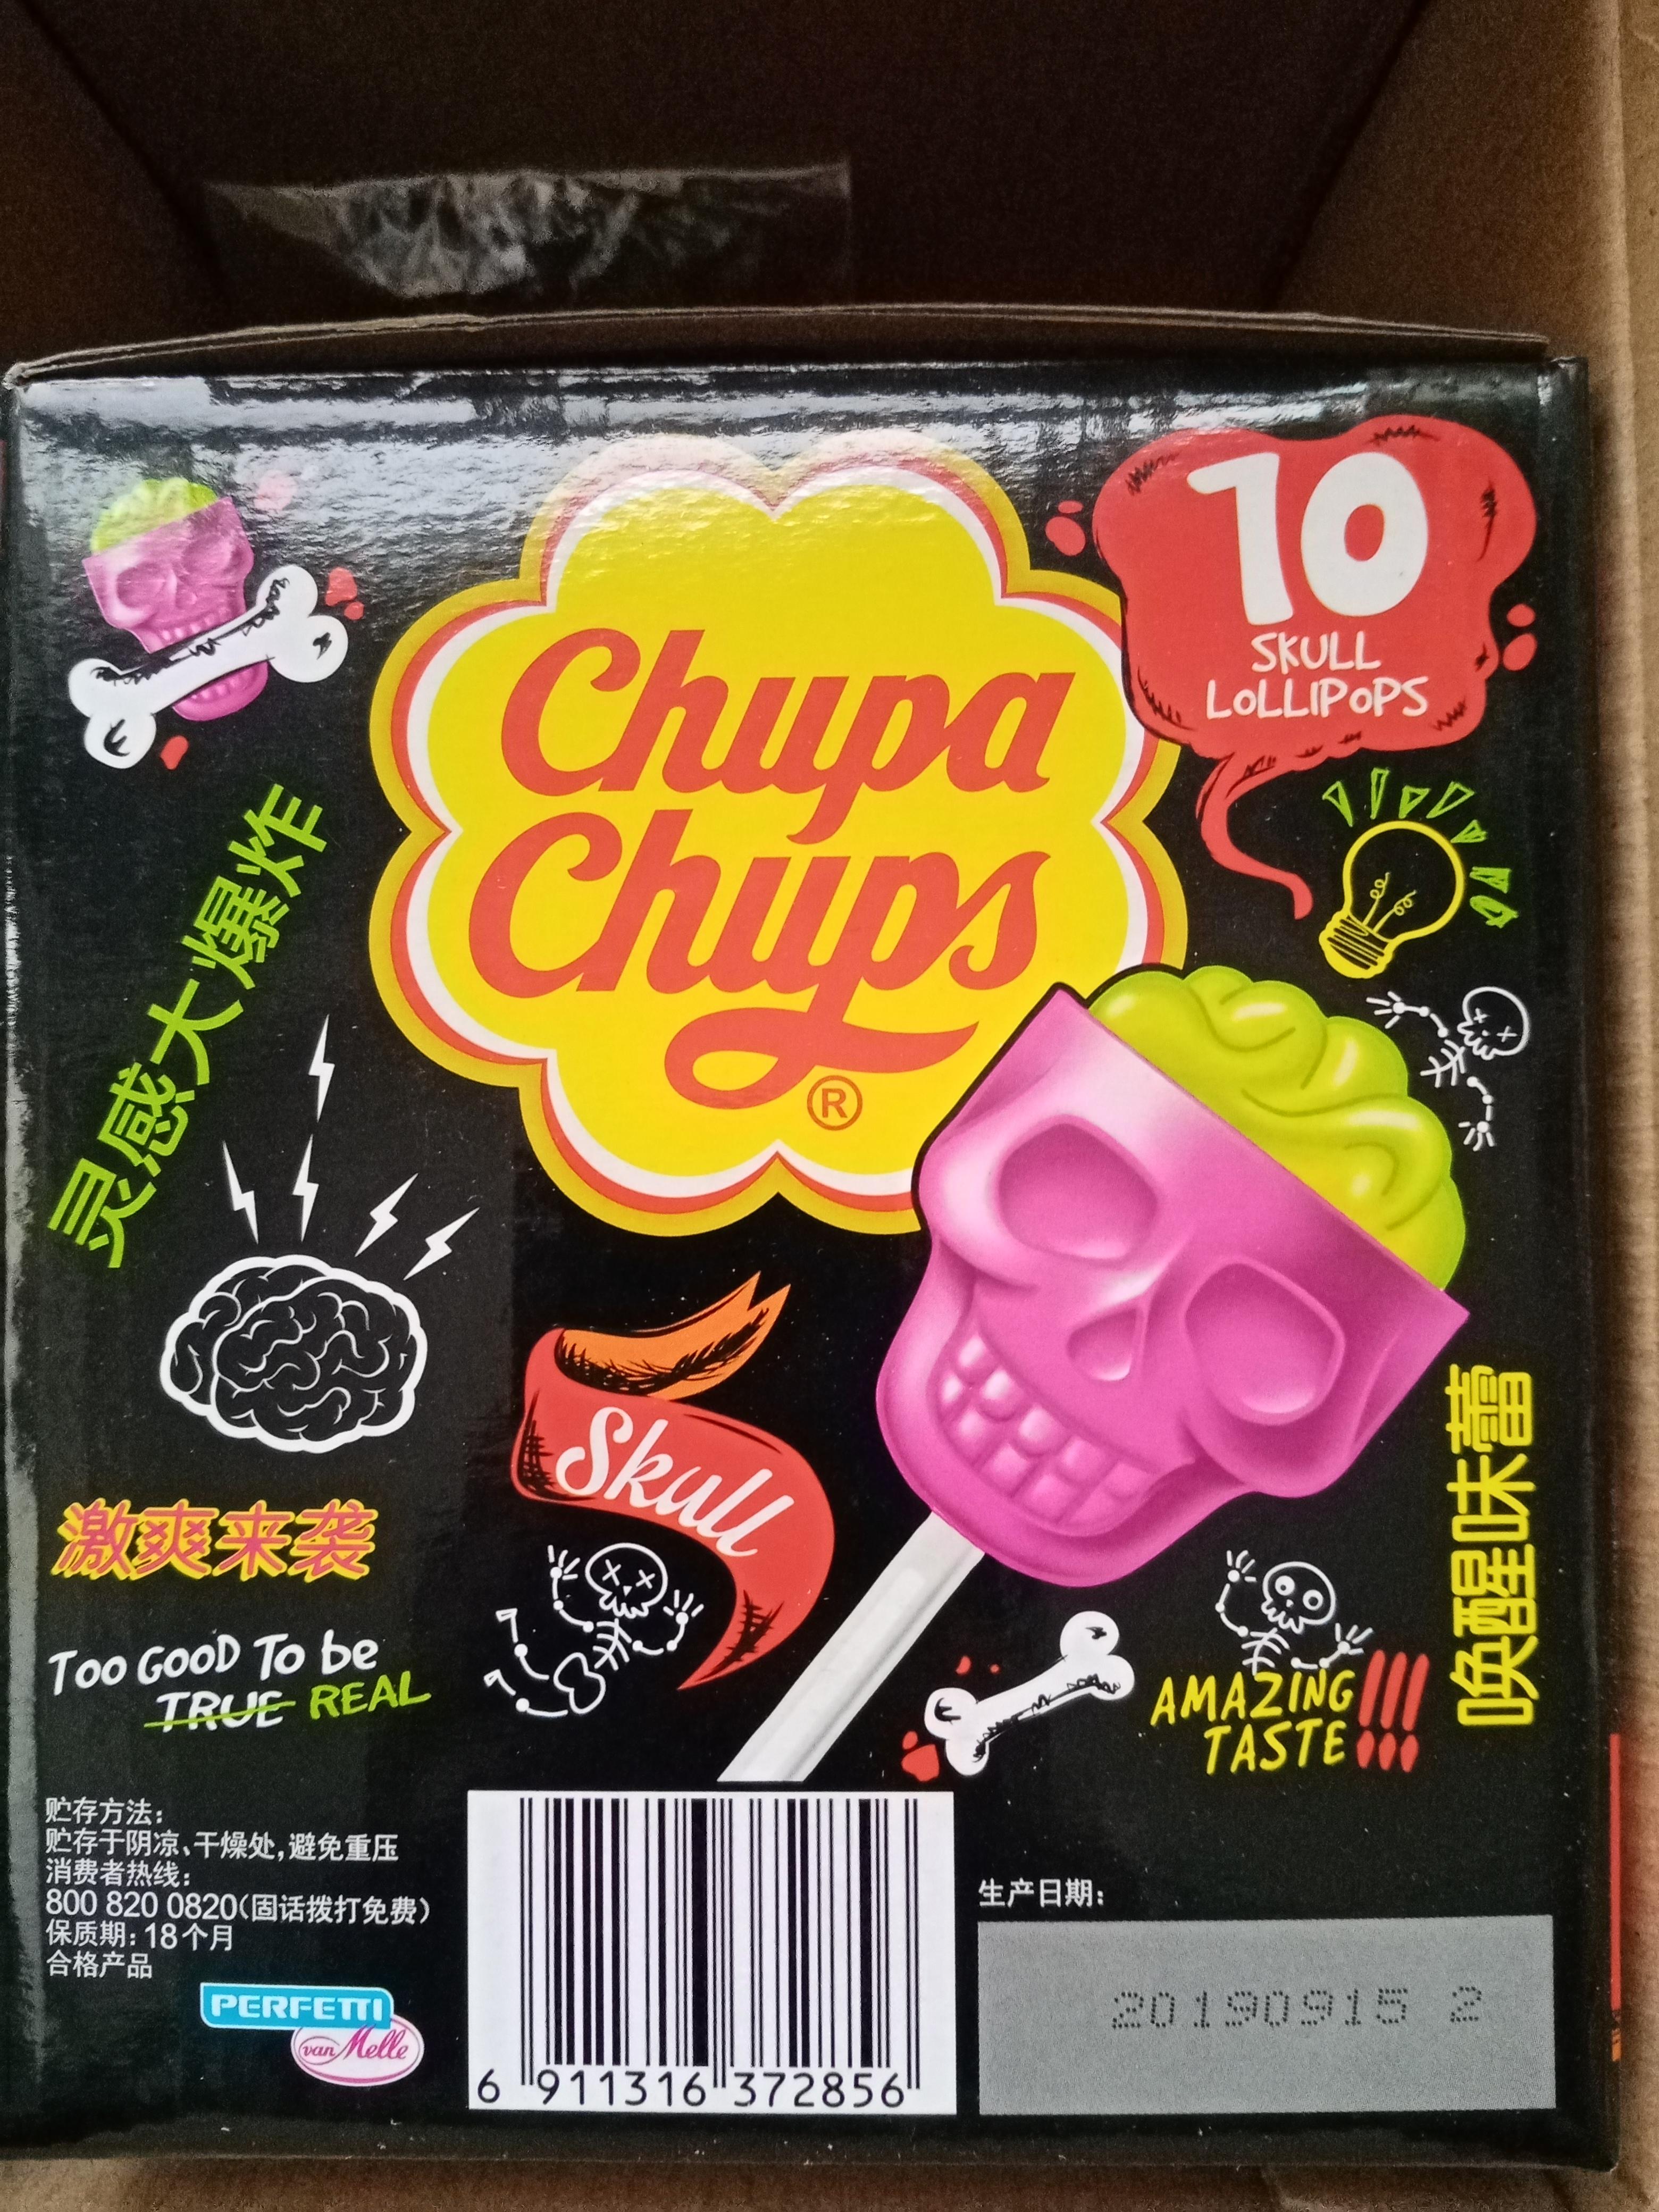 10
SKULL
LOLLIPOPS
Chupa
Chups
®
灵感大爆炸
Skull
激爽来袭
唤醒味蕾
Too GOOD To be
TRUE REAL
AMAZING
TASTE!!!
贮存方法：
贮存于阴凉、干燥处，避免重压
消费者热线：
800 820 0820（固话拨打免费）
保质期：18个月
合格产品
PERFETTI
van Melle
6 911316 372856
生产日期：
20190915 2